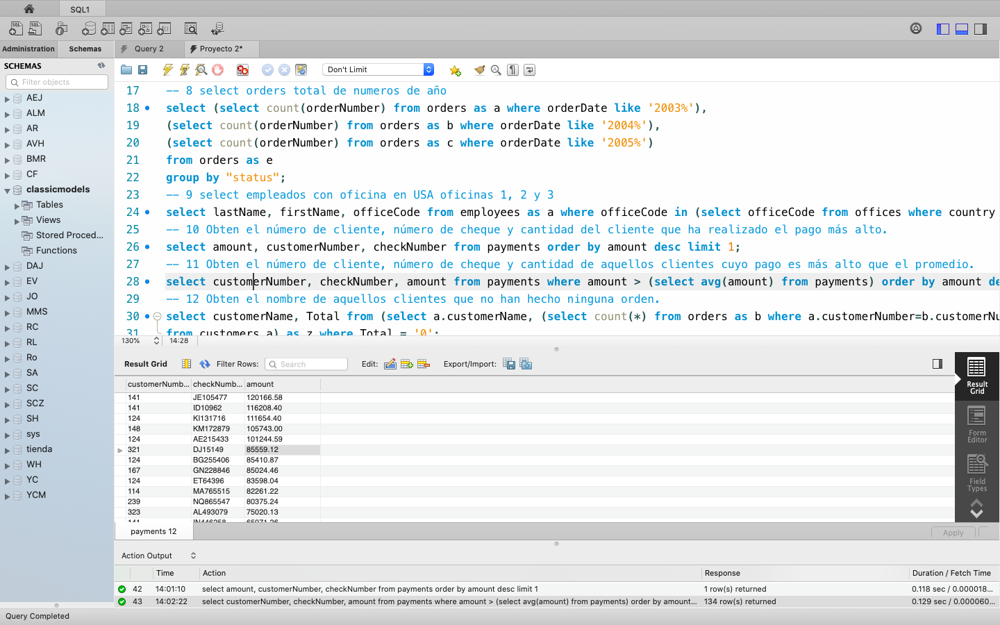 SQL1
Administration
Schemas
Query 2
Proyecto 2*
SCHEMAS
Filter objects
AEJ
ALM
AR
AVH
BMR
CF
classicmodels
Tables
Views
Stored Proced...
Functions
DAJ
EV
JO
MMS
RC
RL
Ro
SA
SC
SCZ
SH
sys
tienda
WH
YC
YCM
Don't Limit
17 -- 8 select orders total de numeros de año
18 select (select count(orderNumber) from orders as a where orderDate like '2003%'),
19 (select count(orderNumber) from orders as b where orderDate like '2004%'),
20 (select count(orderNumber) from orders as c where orderDate like '2005%')
21 from orders as e
22 group by "status";
23 -- 9 select empleados con oficina en USA oficinas 1, 2 y 3
24 select lastName, firstName, officeCode from employees as a where officeCode in (select officeCode from offices where country
25 -- 10 Obten el número de cliente, número de cheque y cantidad del cliente que ha realizado el pago más alto.
26 select amount, customerNumber, checkNumber from payments order by amount desc limit 1;
27 -- 11 Obten el número de cliente, número de cheque y cantidad de aquellos clientes cuyo pago es más alto que el promedio.
28 select customerNumber, checkNumber, amount from payments where amount > (select avg(amount) from payments) order by amount de
29 -- 12 Obten el nombre de aquellos clientes que no han hecho ninguna orden.
30 select customerName, Total from (select a.customerName, (select count(*) from orders as b where a.customerNumber=b.customerNu
31 from customers a) as z where Total = '0';
130%
14:28
Result Grid
Filter Rows:
Search
Edit:
Export/Import:
customerNumb... checkNumb... amount
141 JE105477 120166.58
141 ID10962 116208.40
124 KI131716 111654.40
148 KM172879 105743.00
124 AE215433 101244.59
321 DJ15149 85559.12
124 BG255406 85410.87
167 GN228846 85024.46
124 ET64396 83598.04
114 MA765515 82261.22
239 NQ865547 80375.24
323 AL493079 75020.13
Result
Grid
Form
Editor
Field
Types
payments 12
Apply
Action Output
Time Action Response Duration / Fetch Time
42 14:01:10 select amount, customerNumber, checkNumber from payments order by amount desc limit 1 1 row(s) returned 0.118 sec / 0.000018...
43 14:02:22 select customerNumber, checkNumber, amount from payments where amount > (select avg(amount) from payments) order by amount... 134 row(s) returned 0.129 sec / 0.000060...
Query Completed